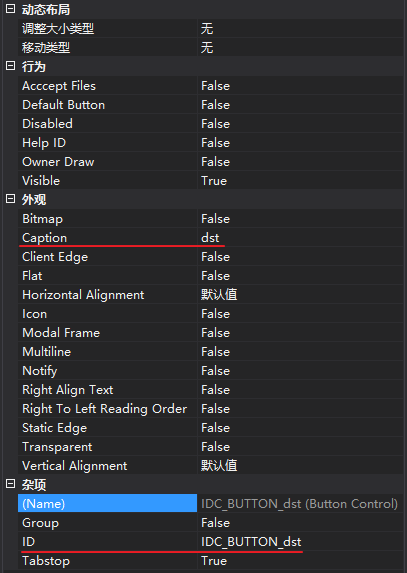 动态布局
调整大小类型 无
移动类型 无
行为
Acccept Files False
Default Button False
Disabled False
Help ID False
Owner Draw False
Visible True
外观
Bitmap False
Caption dst
Client Edge False
Flat False
Horizontal Alignment 默认值
Icon False
Modal Frame False
Multiline False
Notify False
Right Align Text False
Right To Left Reading Order False
Static Edge False
Transparent False
Vertical Alignment 默认值
杂项
(Name) IDC_BUTTON_dst (Button Control)
Group False
ID IDC_BUTTON_dst
Tabstop True